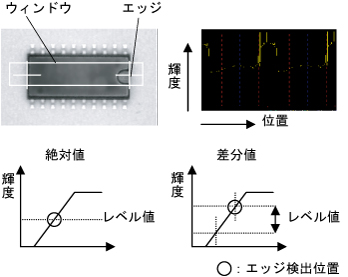 ウィンドウ
エッジ
輝度
位置
絶対値
差分値
輝度
レベル値
輝度
レベル値
：エッジ検出位置